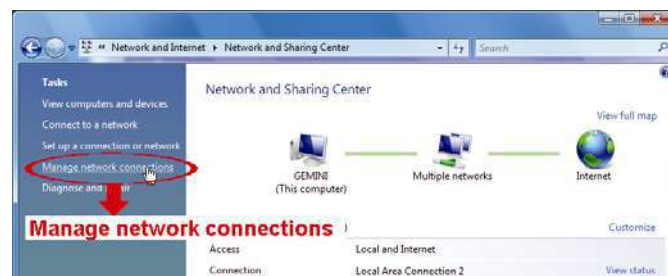 « Network and Internet ▸ Network and Sharing Center
Search
Tasks
View computers and devices
Connect to a network
Set up a connection or network
Manage network connections
Diagnose and
Network and Sharing Center
View full map
GEMINI
(This computer)
Multiple networks
Internet
Manage network connections
)
Customize
Access
Local and Internet
Connection
Local Area Connection 2
View status